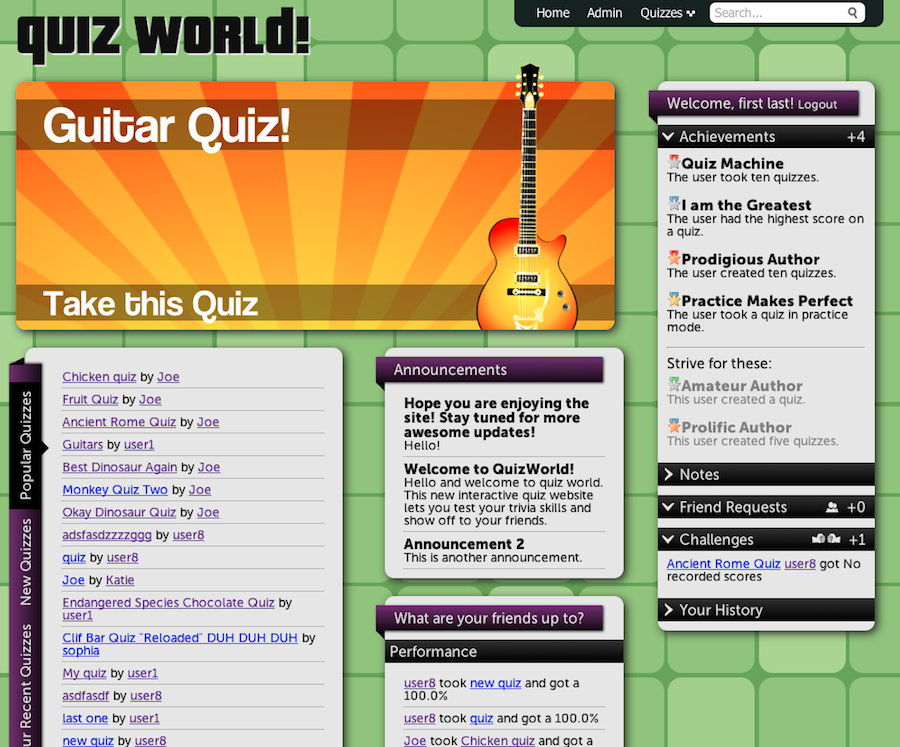 QUIZ WORLD!
Home Admin Quizzes Search...
Guitar Quiz!
Take this Quiz
Popular Quizzes
New Quizzes
ur Recent Quizzes
Chicken quiz by Joe
Fruit Quiz by Joe
Ancient Rome Quiz by Joe
Guitars by user1
Best Dinosaur Again by Joe
Monkey Quiz Two by Joe
Okay Dinosaur Quiz by Joe
adsfasdzzzzggg by user8
quiz by user8
Joe by Katie
Endangered Species Chocolate Quiz by
user1
Clif Bar Quiz "Reloaded" DUH DUH DUH by
sophia
My quiz by user1
asdfasdf by user8
last one by user1
new quiz by user8
Announcements
Hope you are enjoying the
site! Stay tuned for more
awesome updates!
Hello!
Welcome to QuizWorld!
Hello and welcome to quiz world.
This new interactive quiz website
lets you test your trivia skills and
show off to your friends.
Announcement 2
This is another announcement.
What are your friends up to?
Performance
user8 took new quiz and got a
100.0%
user8 took quiz and got a 100.0%
Joe took Chicken quiz and got a
Welcome, first last! Logout
Achievements +4
Quiz Machine
The user took ten quizzes.
I am the Greatest
The user had the highest score on
a quiz.
Prodigious Author
The user created ten quizzes.
Practice Makes Perfect
The user took a quiz in practice
mode.
Strive for these:
Amateur Author
This user created a quiz.
Prolific Author
This user created five quizzes.
Notes
Friend Requests +0
Challenges +1
Ancient Rome Quiz user8 got No
recorded scores
Your History